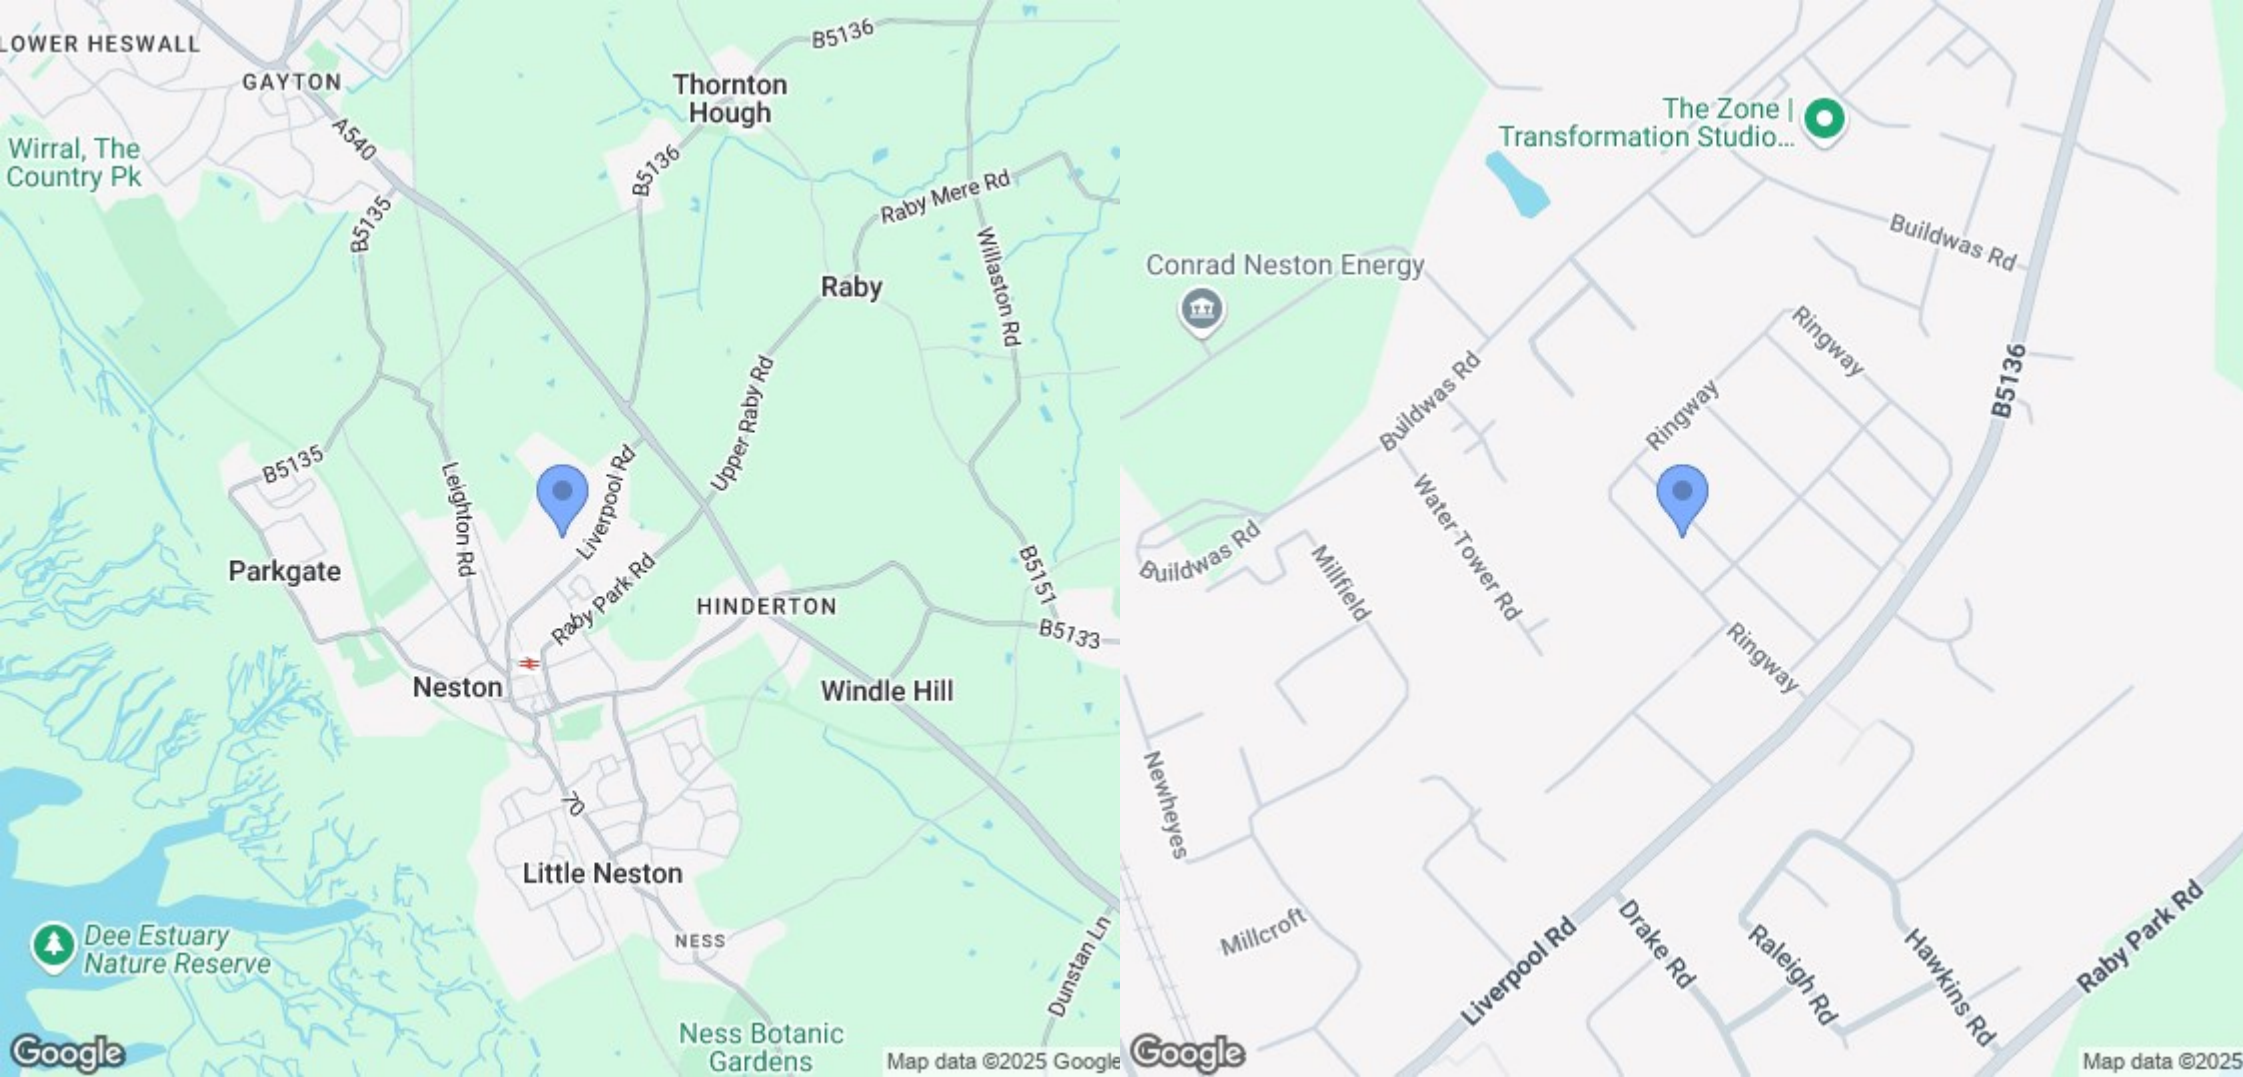 LOWER HESWALL
GAYTON
Wirral, The
Country Pk
A540
B5135
B5136
Thornton
Hough
B5136
Raby Mere Rd
Willaston Rd
Raby
Upper Raby Rd
B5135
Leighton Rd
Liverpool Rd
Parkgate
Raby Park Rd
HINDERTON
B5151
B5133
Neston
Windle Hill
70
Little Neston
NESS
Dee Estuary
Nature Reserve
Dunstan Ln
Ness Botanic
Gardens
Google
Map data ©2025 Google
The Zone |
Transformation Studio...
Buildwas Rd
Conrad Neston Energy
Ringway
Ringway
B5136
Buildwas Rd
Water Tower Rd
Buildwas Rd
Millfield
Ringway
Newheyes
Millcroft
Liverpool Rd
Drake Rd
Raleigh Rd
Hawkins Rd
Raby Park Rd
Google
Map data ©2025